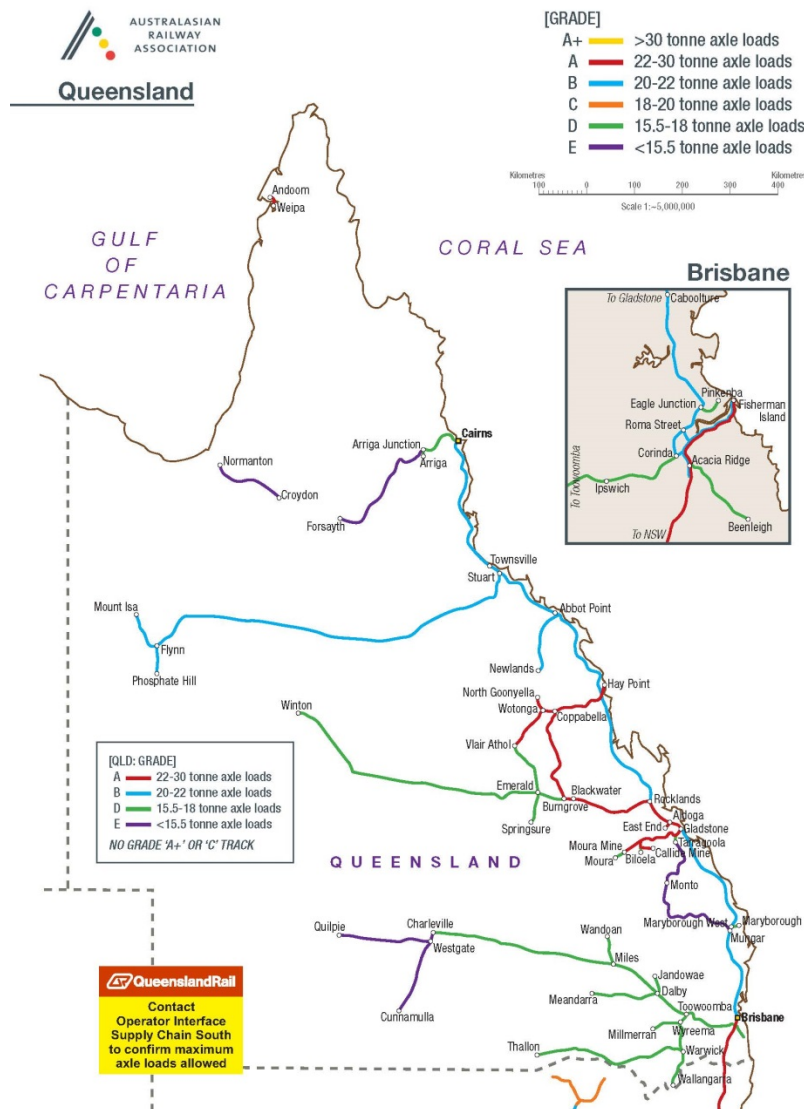 AUSTRALASIAN
RAILWAY
ASSOCIATION
Queensland
[GRADE]
A+ >30 tonne axle loads
A 22-30 tonne axle loads
B 20-22 tonne axle loads
C 18-20 tonne axle loads
D 15.5-18 tonne axle loads
E <15.5 tonne axle loads
Kilometres Kilometres
100 0 100 200 300 400
Scale 1:~5,000,000
Andoom
Weipa
GULF
OF
CARPENTARIA
CORAL SEA
Brisbane
To Gladstone
Caboolture
Pinkenba
Eagle Junction
Fisherman
Island
Roma Street
Corinda
Acacia Ridge
To Toowoomba
Ipswich
Beenleigh
To NSW
Cairns
Arriga Junction
Arriga
Normanton
Croydon
Forsayth
Townsville
Stuart
Abbot Point
Mount Isa
Flynn
Phosphate Hill
Newlands
Hay Point
North Goonyella
Wotonga
Coppabella
Winton
Vlair Athol
[QLD: GRADE]
A 22-30 tonne axle loads
B 20-22 tonne axle loads
D 15.5-18 tonne axle loads
E <15.5 tonne axle loads
NO GRADE 'A+' OR 'C' TRACK
Emerald
Blackwater
Burngrove
Rocklands
Springsure
Aldoga
East End
Gladstone
Tarragoola
Moura Mine
Callide Mine
Moura
Biloela
QUEENSLAND
Monto
Maryborough West
Maryborough
Mungar
Quilpie
Charleville
Westgate
Wandoan
Miles
Cunnamulla
Jandowae
Dalby
Meandarra
Toowoomba
Brisbane
Millmerran
Wyreema
Thallon
Warwick
Wallangarra
QueenslandRail
Contact
Operator Interface
Supply Chain South
to confirm maximum
axle loads allowed